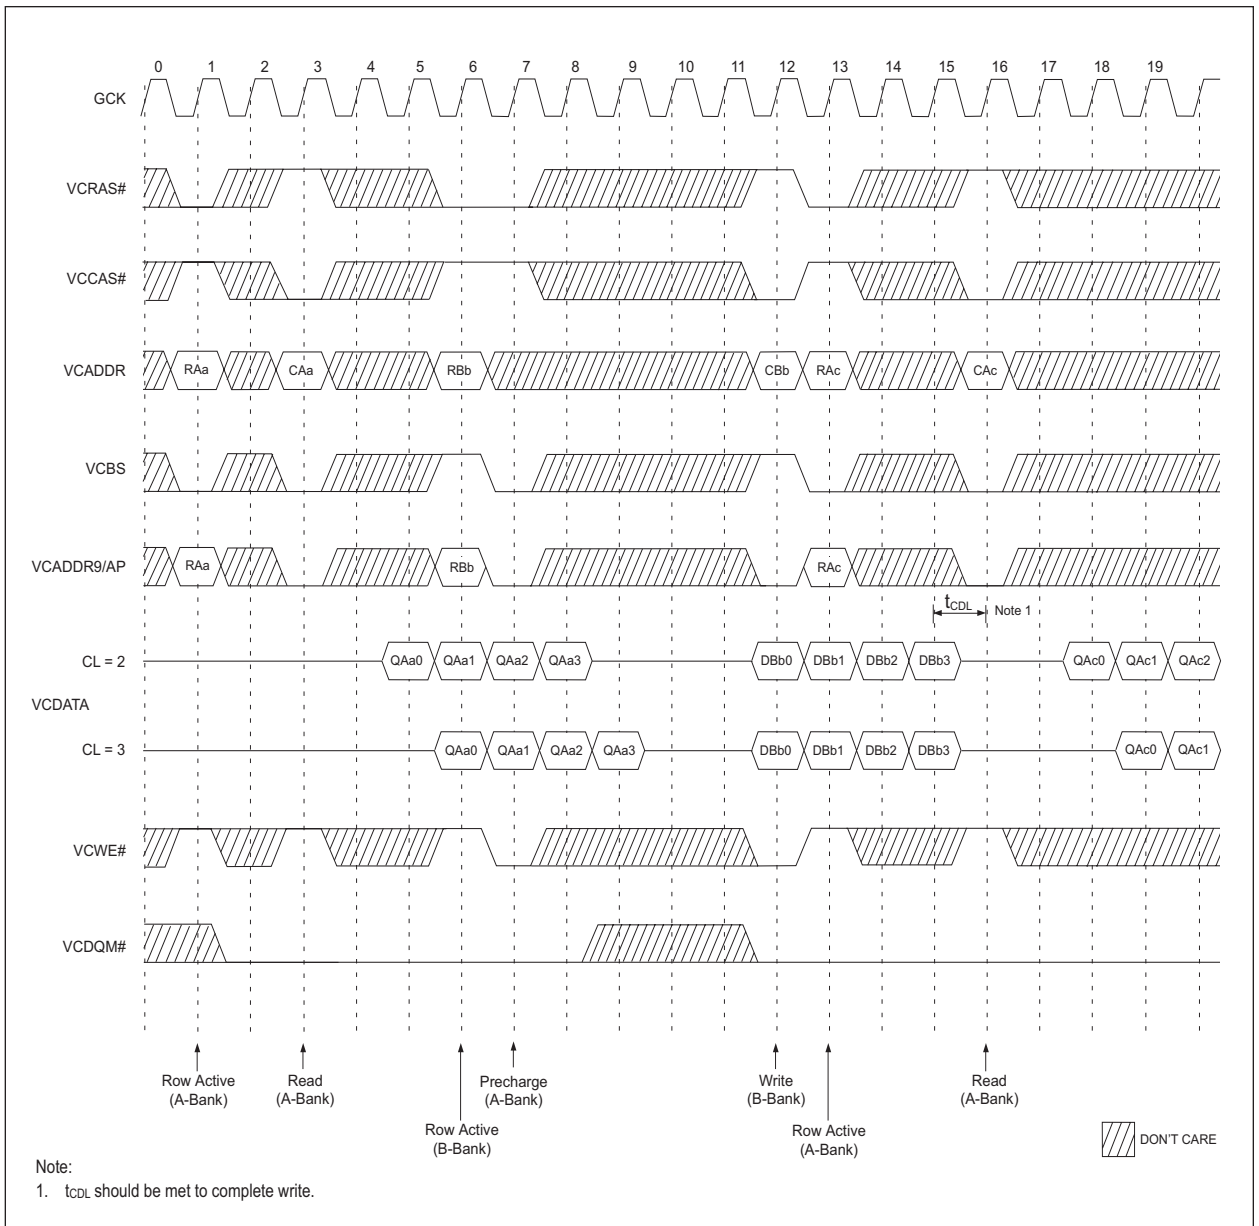 0 1 2 3 4 5 6 7 8 9 10 11 12 13 14 15 16 17 18 19
GCK
VCRAS#
VCCAS#
VCADDR RAa CAa RBb CBb RAc CAc
VCBS
VCADDR9/AP RAa RBb RAc
tCDL Note 1
CL = 2 QAa0 QAa1 QAa2 QAa3 DBb0 DBb1 DBb2 DBb3 QAc0 QAc1 QAc2
VCDATA
CL = 3 QAa0 QAa1 QAa2 QAa3 DBb0 DBb1 DBb2 DBb3 QAc0 QAc1
VCWE#
VCDQM#
Row Active Read Precharge Write Read
(A-Bank) (A-Bank) (A-Bank) (B-Bank) (A-Bank)
Row Active Row Active
(B-Bank) (A-Bank)
DON'T CARE
Note:
1. tCDL should be met to complete write.